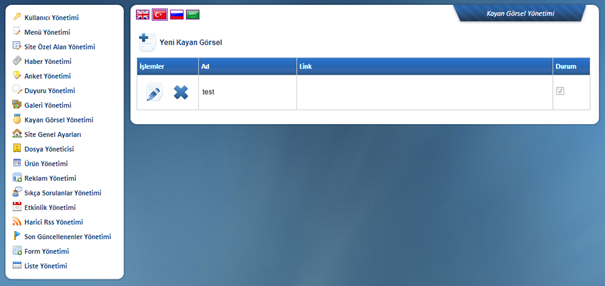 Kullanıcı Yönetimi
Menü Yönetimi
Site Özel Alan Yönetimi
Haber Yönetimi
Anket Yönetimi
Duyuru Yönetimi
Galeri Yönetimi
Kayan Görsel Yönetimi
Site Genel Ayarları
Dosya Yöneticisi
Ürün Yönetimi
Reklam Yönetimi
Sıkça Sorulanlar Yönetimi
Etkinlik Yönetimi
Harici Rss Yönetimi
Son Güncellenenler Yönetimi
Form Yönetimi
Liste Yönetimi
Kayan Görsel Yönetimi
Yeni Kayan Görsel
İşlemler Ad Link Durum
test